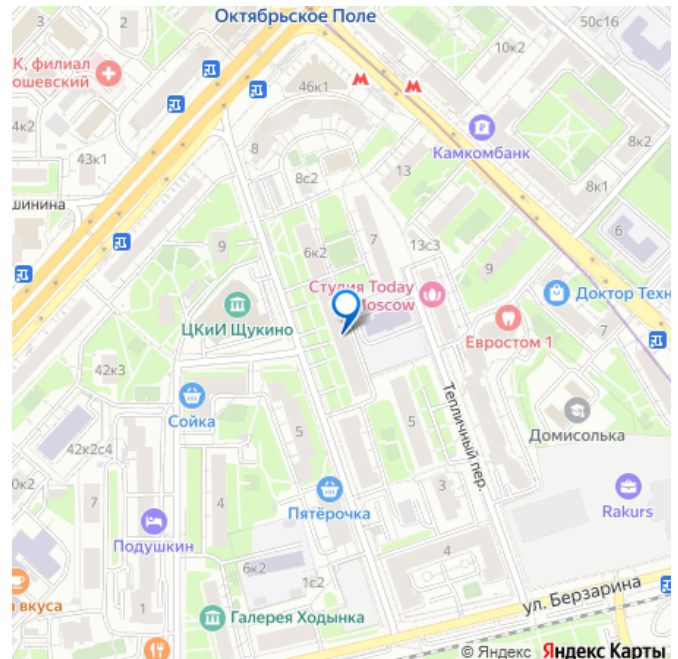 Октябрьское Поле
50с16
2
10к2
К, филиал
ошевский
46к1
4к2
Камкомбанк
8к2
43к1
8
8с2
13
8к1
шинина
9
6к2
7
13с3
6
9
Студия Today
Moscow
Доктор Техн
ЦКиИ Щукино
Евростом 1
42к3
Сойка
Тепличный пер.
Домисолька
5
5
42к2с4
0к2
7
4
Пятёрочка
3
Rakurs
Подушкин
4
6к2
1с2
ул. Берзарина
а вкуса
1
Галерея Ходынка
© Яндекс Яндекс Карты